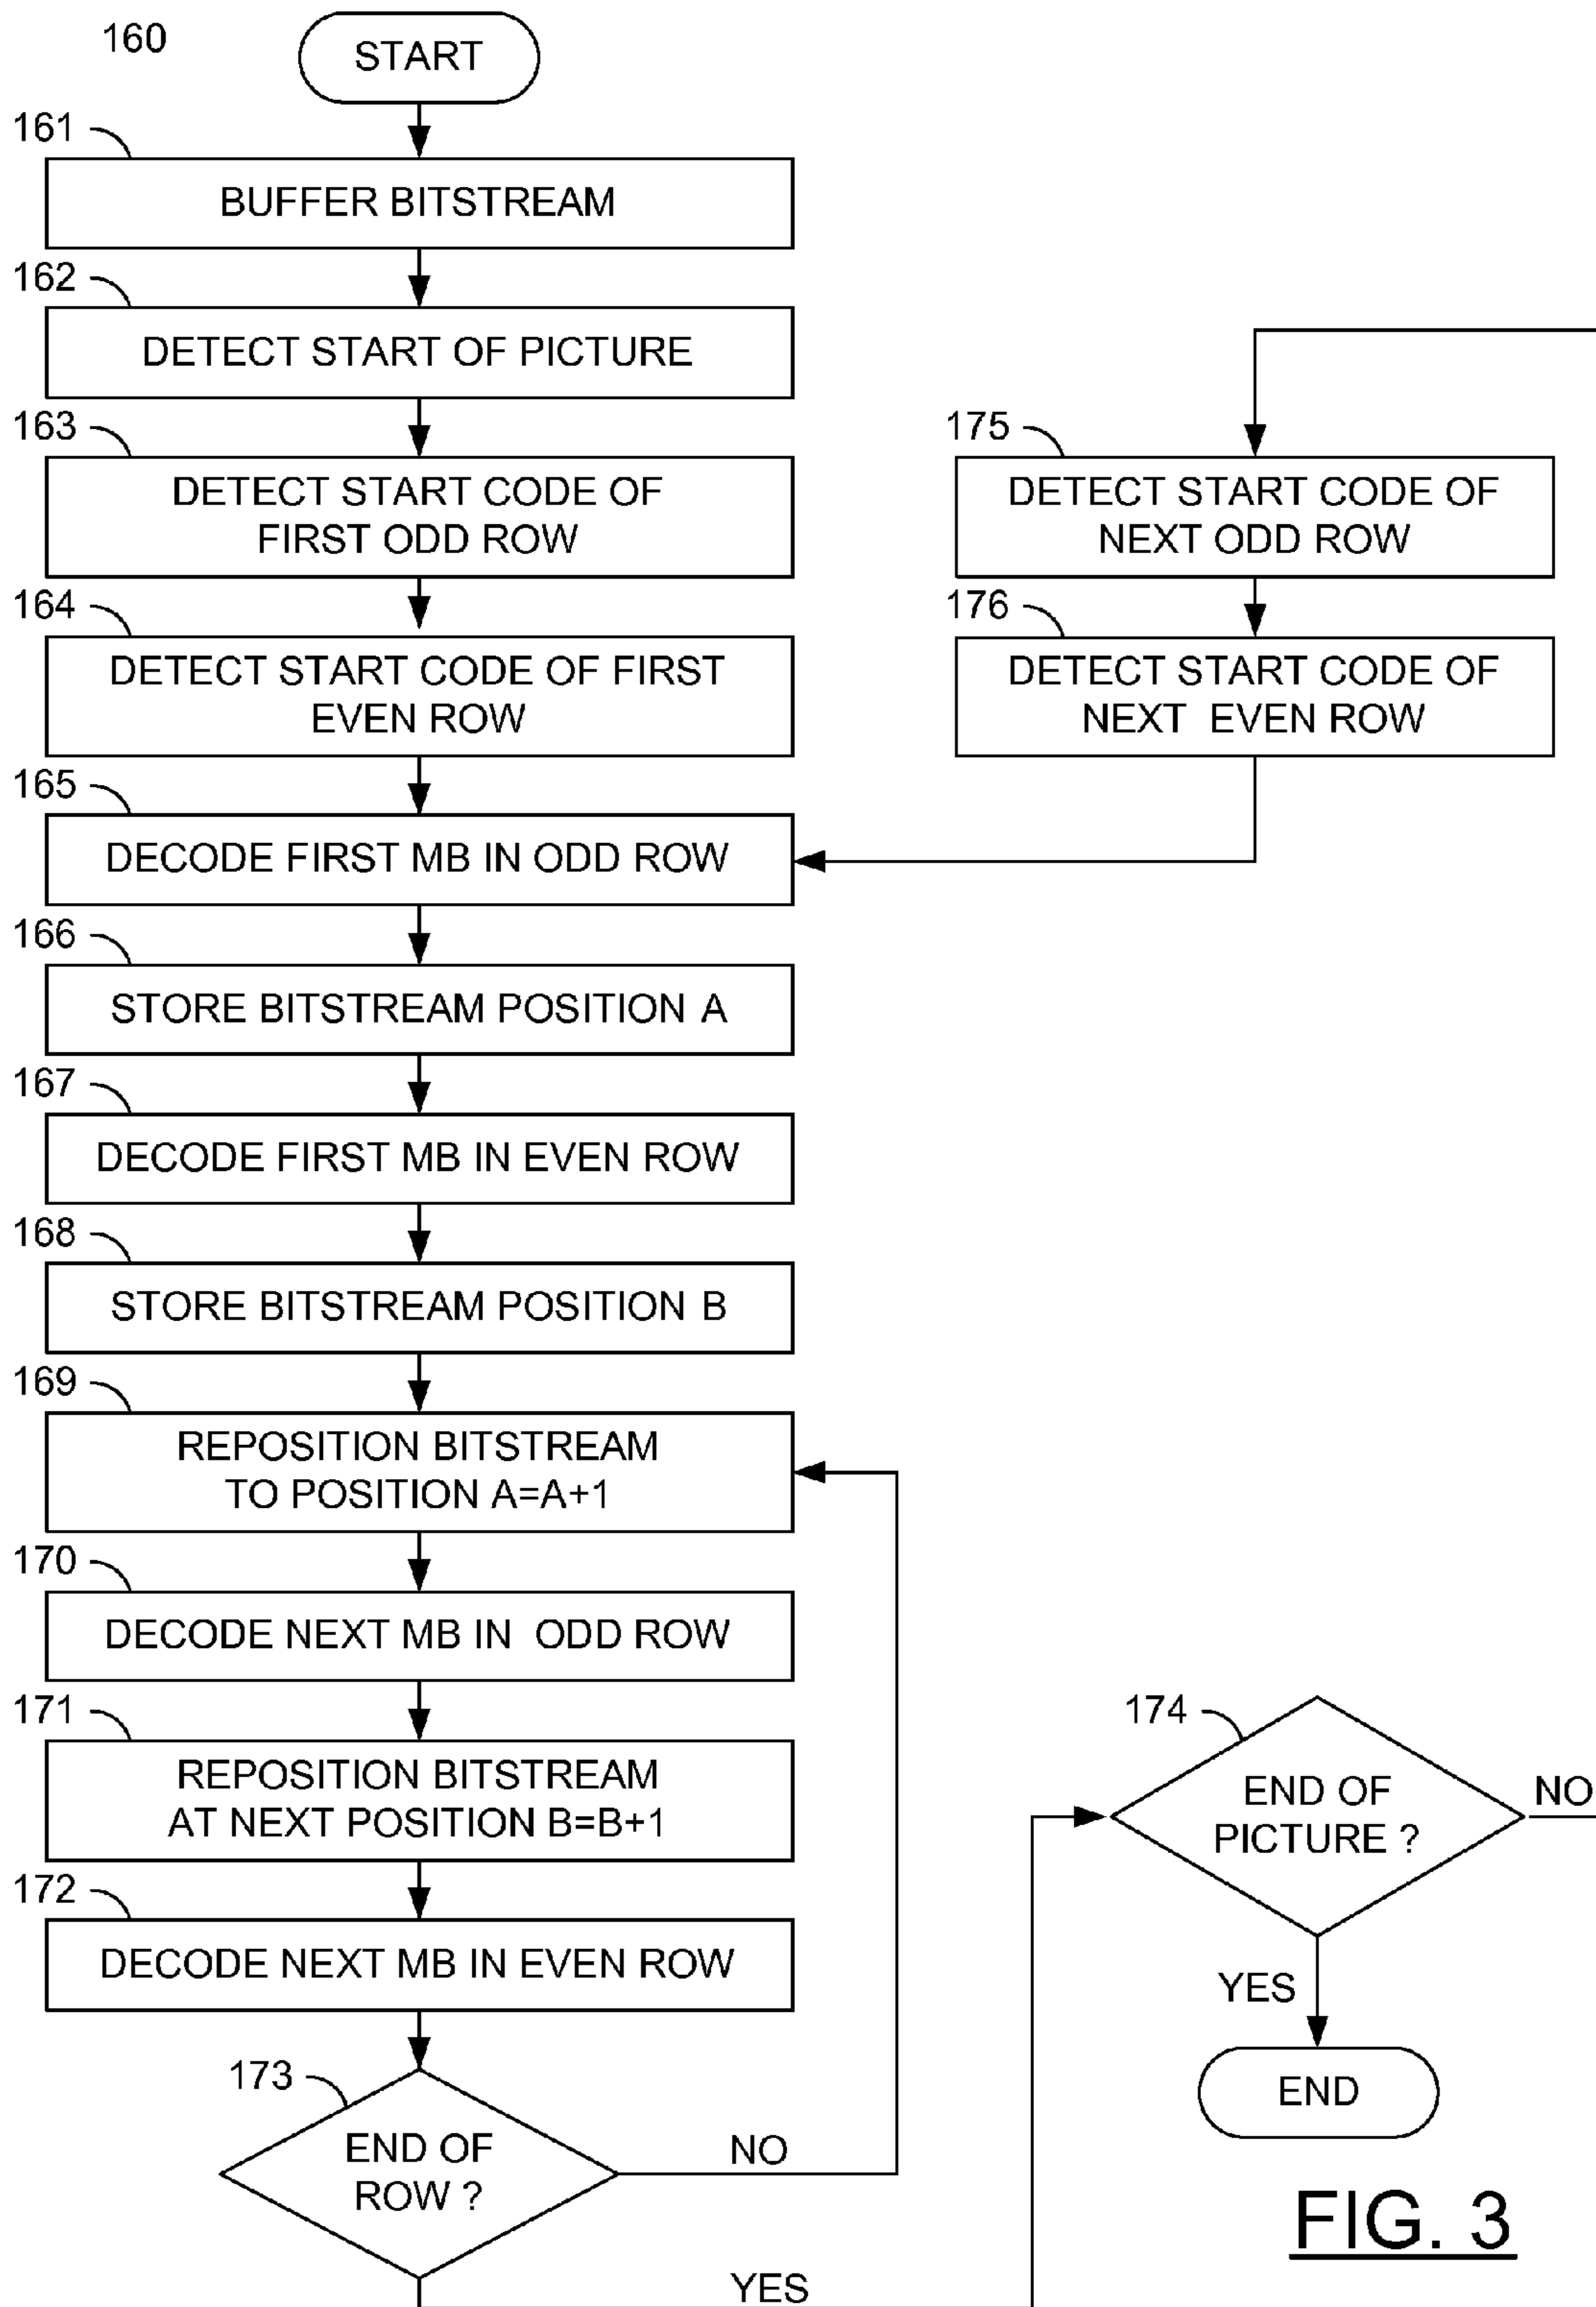 160
START
161
BUFFER BITSTREAM
162
DETECT START OF PICTURE
163
DETECT START CODE OF
FIRST ODD ROW
164
DETECT START CODE OF FIRST
EVEN ROW
165
DECODE FIRST MB IN ODD ROW
166
STORE BITSTREAM POSITION A
167
DECODE FIRST MB IN EVEN ROW
168
STORE BITSTREAM POSITION B
169
REPOSITION BITSTREAM
TO POSITION A=A+1
170
DECODE NEXT MB IN ODD ROW
171
REPOSITION BITSTREAM
AT NEXT POSITION B=B+1
172
DECODE NEXT MB IN EVEN ROW
173
END OF
ROW ?
NO
YES
174
END OF
PICTURE ?
NO
YES
END
175
DETECT START CODE OF
NEXT ODD ROW
176
DETECT START CODE OF
NEXT EVEN ROW
FIG. 3